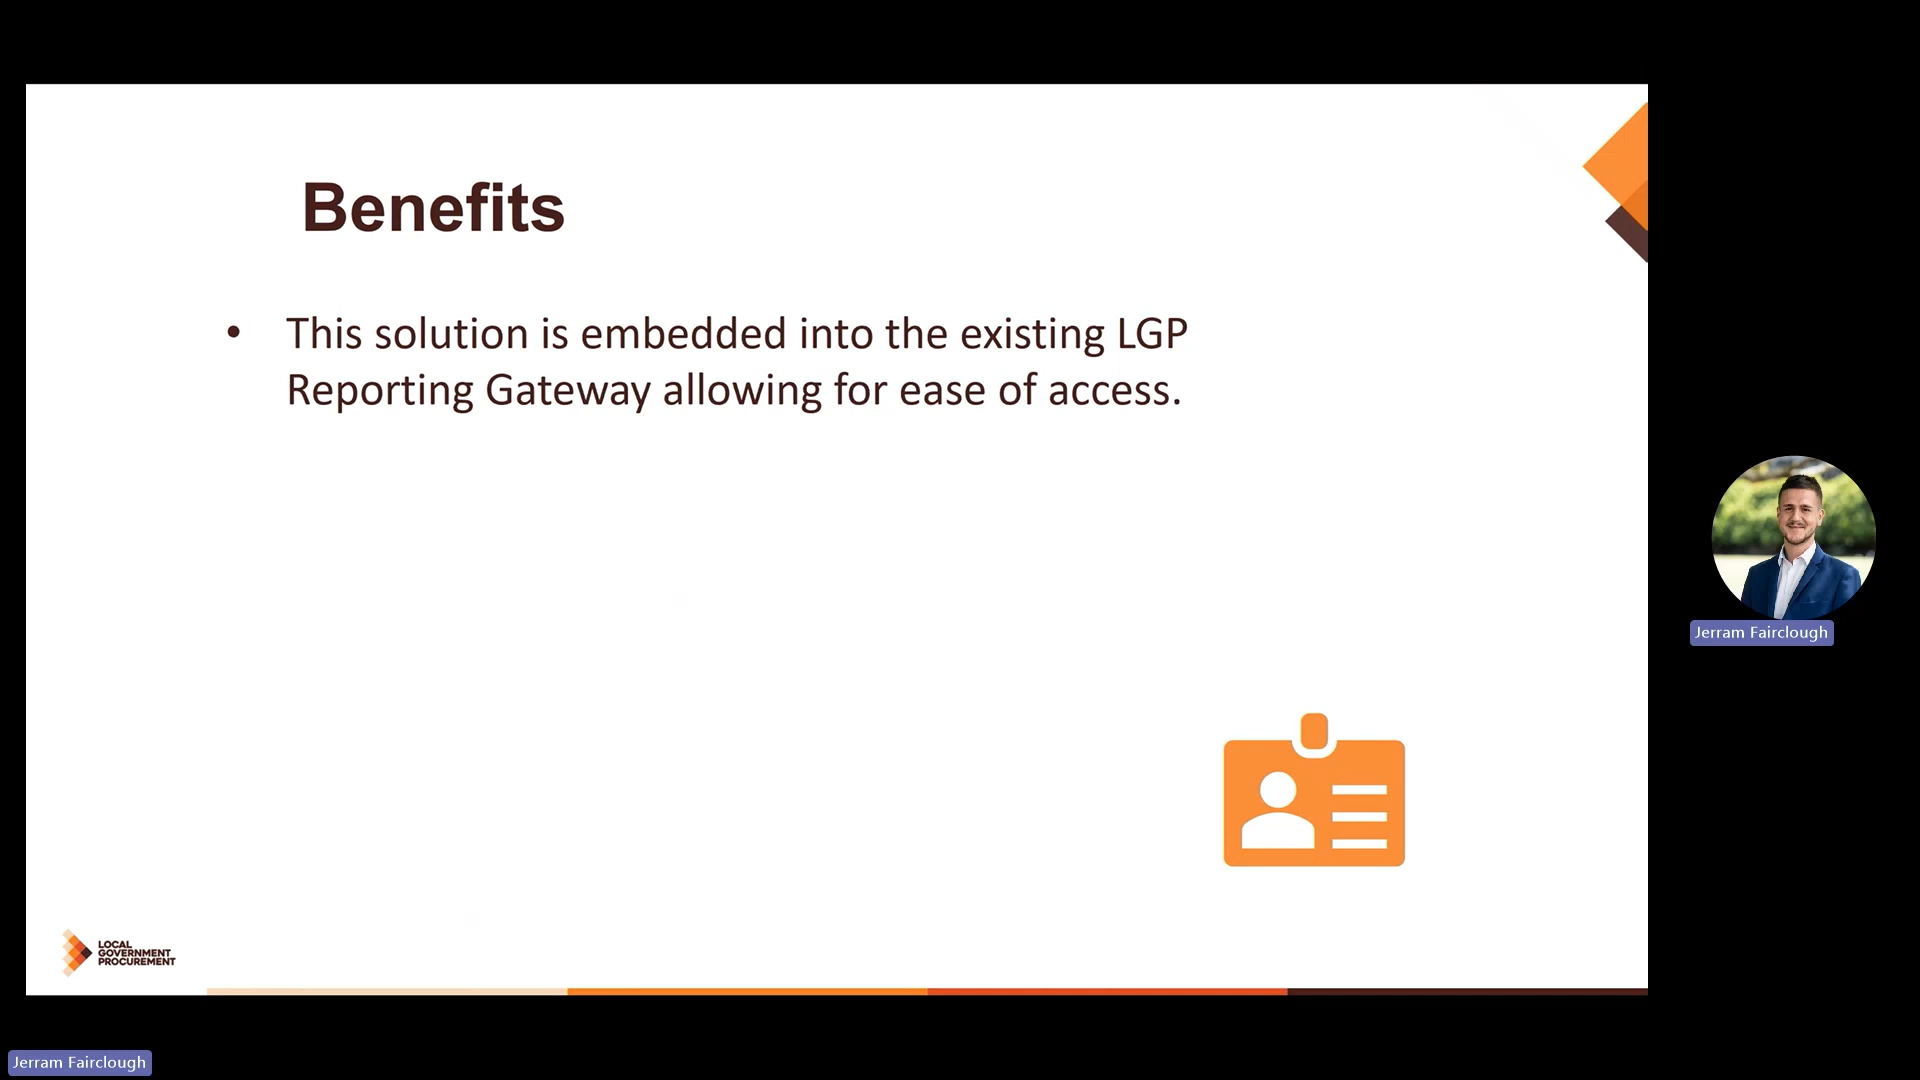 Benefits
• This solution is embedded into the existing LGP
Reporting Gateway allowing for ease of access.
Jerram Fairclough
LOCAL
GOVERNMENT
PROCUREMENT
Jerram Fairclough